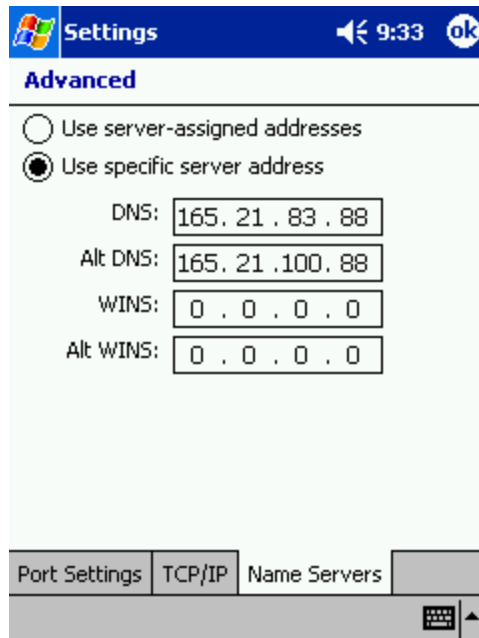 Settings 9:33 ok
Advanced
Use server-assigned addresses
Use specific server address
DNS: 165. 21 . 83 . 88
Alt DNS: 165. 21 .100. 88
WINS: 0 . 0 . 0 . 0
Alt WINS: 0 . 0 . 0 . 0
Port Settings TCP/IP Name Servers